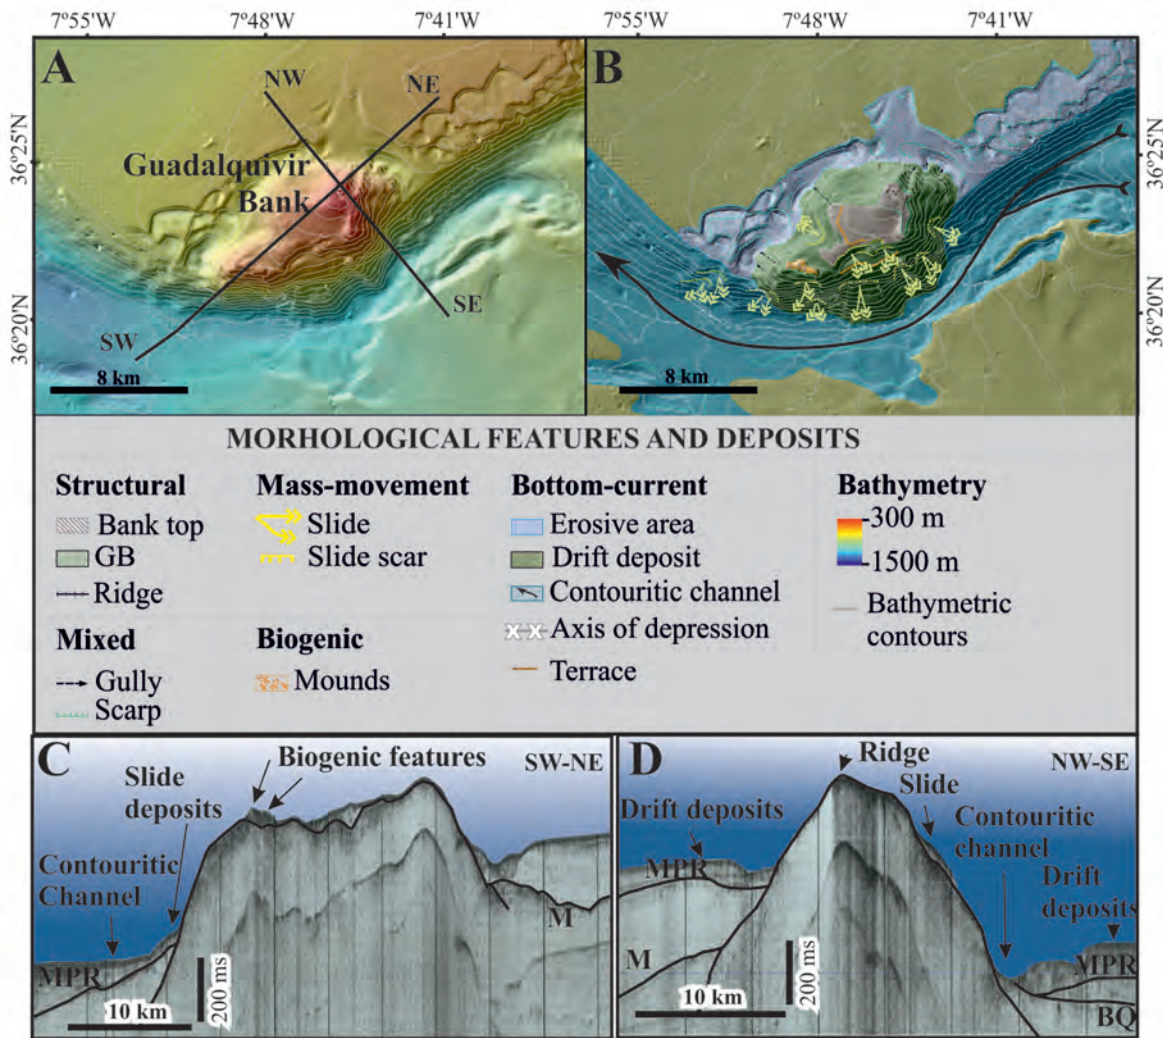 7°55'W 7°48'W 7°41'W 7°55'W 7°48'W 7°41'W
A
NW
NE
Guadalquivir
Bank
SW
SE
8 km
36°25'N
36°20'N
B
8 km
36°25'N
36°20'N
MORHOLOGICAL FEATURES AND DEPOSITS
Structural
Bank top
GB
Ridge
Mixed
Gully
Scarp
Mass-movement
Slide
Slide scar
Biogenic
Mounds
Bottom-current
Erosive area
Drift deposit
Contouritic channel
Axis of depression
Terrace
Bathymetry
-300 m
-1500 m
Bathymetric
contours
C
Biogenic features
SW-NE
Slide
deposits
Contouritic
Channel
MPR
M
10 km
200 ms
D
Ridge
NW-SE
Slide
Drift deposits
Contouritic
channel
MPR
Drift
deposits
M
MPR
BQ
10 km
200 ms